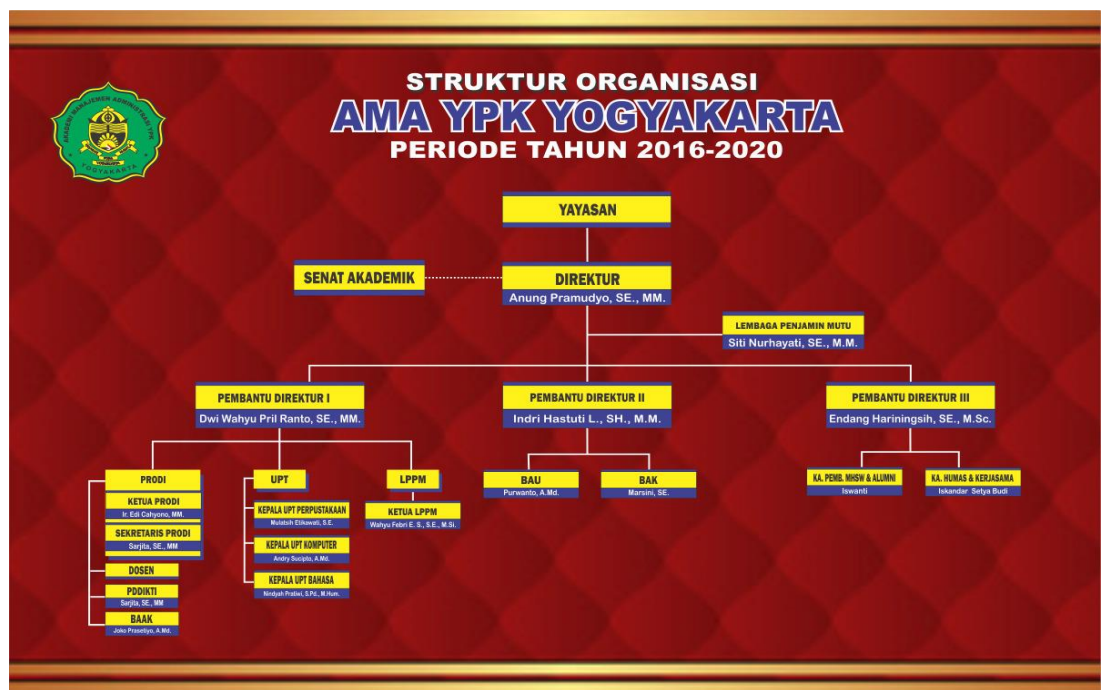 STRUKTUR ORGANISASI
AMA YPK YOGYAKARTA
PERIODE TAHUN 2016-2020
AKADEMI MANAJEMEN ADMINISTRASI YPK
YOGYAKARTA
YAYASAN
SENAT AKADEMIK
DIREKTUR
Anung Pramudyo, SE., MM.
LEMBAGA PENJAMIN MUTU
Siti Nurhayati, SE., M.M.
PEMBANTU DIREKTUR I
Dwi Wahyu Pril Ranto, SE., MM.
PEMBANTU DIREKTUR II
Indri Hastuti L., SH., M.M.
PEMBANTU DIREKTUR III
Endang Hariningsih, SE., M.Sc.
PRODI
KETUA PRODI
Ir. Edi Cahyono, MM.
SEKRETARIS PRODI
Sarjita, SE., MM
DOSEN
PDDIKTI
Sarjita, SE., MM
BAAK
Joko Prasetiyo, A.Md.
UPT
KEPALA UPT PERPUSTAKAAN
Mulatsih Etikawati, S.E.
KEPALA UPT KOMPUTER
Andry Sucipto, A.Md.
KEPALA UPT BAHASA
Nindyah Pratiwi, S.Pd., M.Hum.
LPPM
KETUA LPPM
Wahyu Febri E. S., S.E., M.Si.
BAU
Purwanto, A.Md.
BAK
Marsini, SE.
KA. PEMB. MHSW & ALUMNI
Iswanti
KA. HUMAS & KERJASAMA
Iskandar Setya Budi